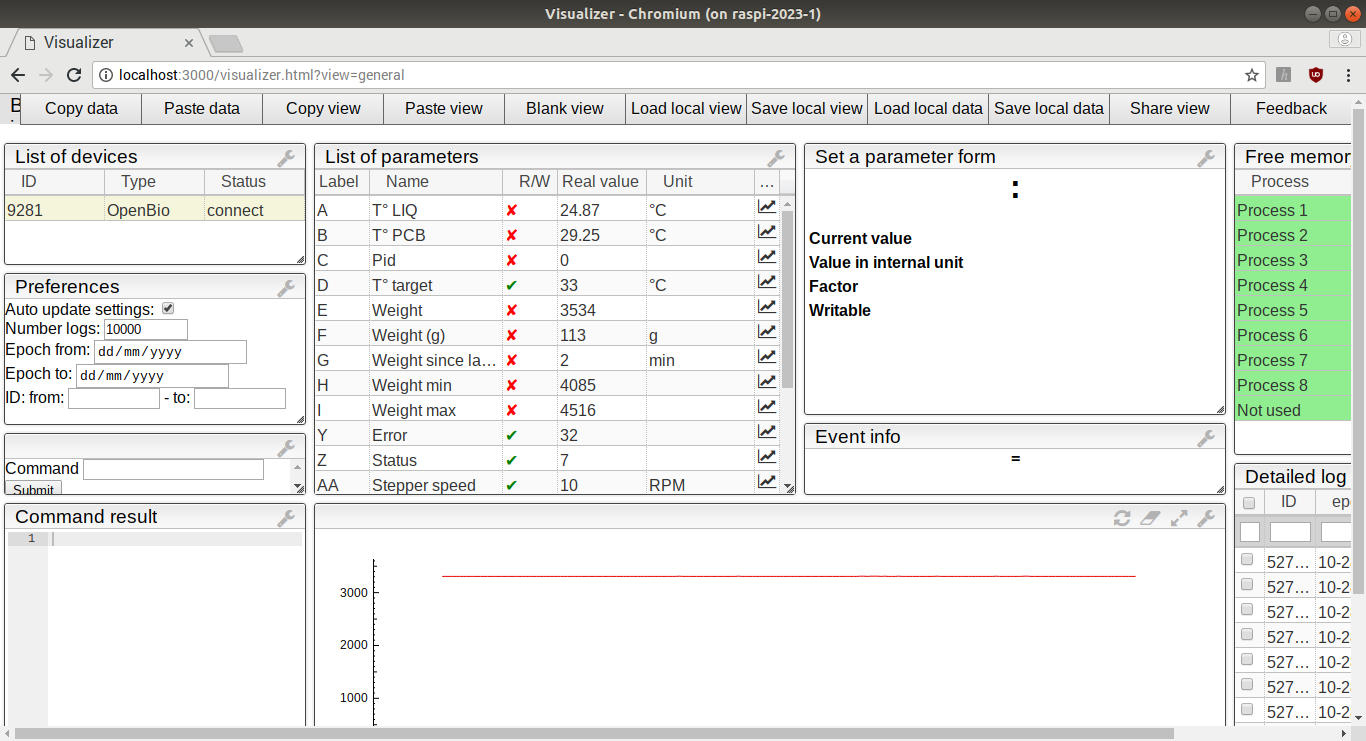 Visualizer - Chromium (on raspi-2023-1)
Visualizer
localhost:3000/visualizer.html?view=general
Copy data Paste data Copy view Paste view Blank view Load local view Save local view Load local data Save local data Share view Feedback
List of devices
ID Type Status
9281 OpenBio connect
Preferences
Auto update settings:
Number logs: 10000
Epoch from: dd/mm/yyyy
Epoch to: dd/mm/yyyy
ID: from: - to:
Command
Submit
Command result
1
List of parameters
Label Name R/W Real value Unit ...
A T° LIQ ✘ 24.87 °C
B T° PCB ✘ 29.25 °C
C Pid ✘ 0
D T° target ✔ 33 °C
E Weight ✘ 3534
F Weight (g) ✘ 113 g
G Weight since la... ✘ 2 min
H Weight min ✘ 4085
I Weight max ✘ 4516
Y Error ✔ 32
Z Status ✔ 7
AA Stepper speed ✔ 10 RPM
Set a parameter form
:
Current value
Value in internal unit
Factor
Writable
Event info
=
3000
2000
1000
Free memor
Process
Process 1
Process 2
Process 3
Process 4
Process 5
Process 6
Process 7
Process 8
Not used
Detailed log
ID ep
527... 10-2
527... 10-2
527... 10-2
527... 10-2
527... 10-2
527... 10-2
527... 10-2